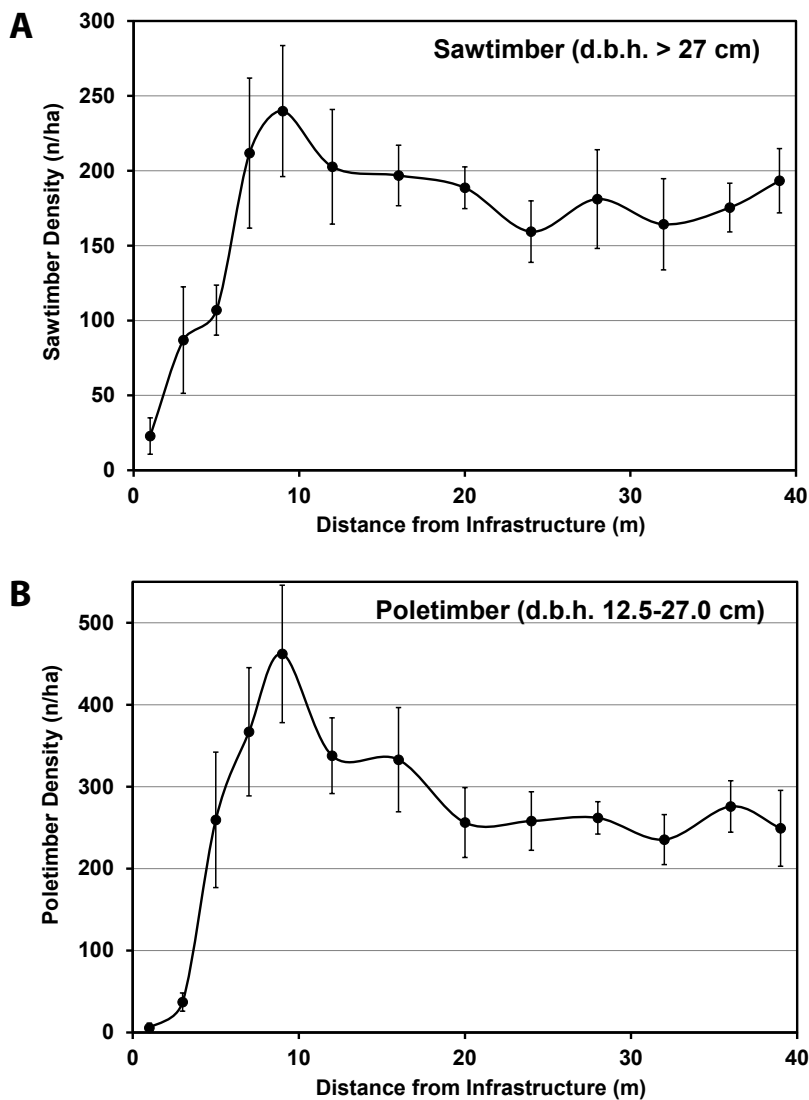 A
Sawtimber (d.b.h. > 27 cm)
Sawtimber Density (n/ha)
300
250
200
150
100
50
0
0 10 20 30 40
Distance from Infrastructure (m)
B
Poletimber (d.b.h. 12.5-27.0 cm)
Poletimber Density (n/ha)
500
400
300
200
100
0
0 10 20 30 40
Distance from Infrastructure (m)